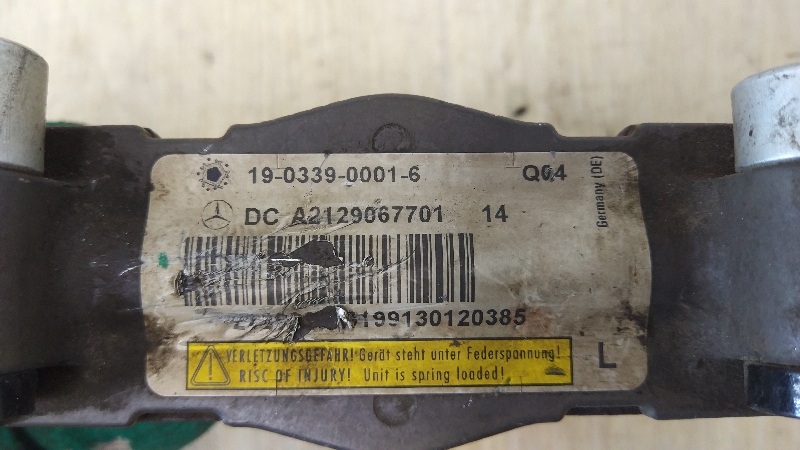 19-0339-0001-6 Q04
DC A2129067701 14
Germany (DE)
199130120385
VERLETZUNGSGEFAHR! Gerät steht unter Federspannung!
RISC OF INJURY! Unit is spring loaded!
L